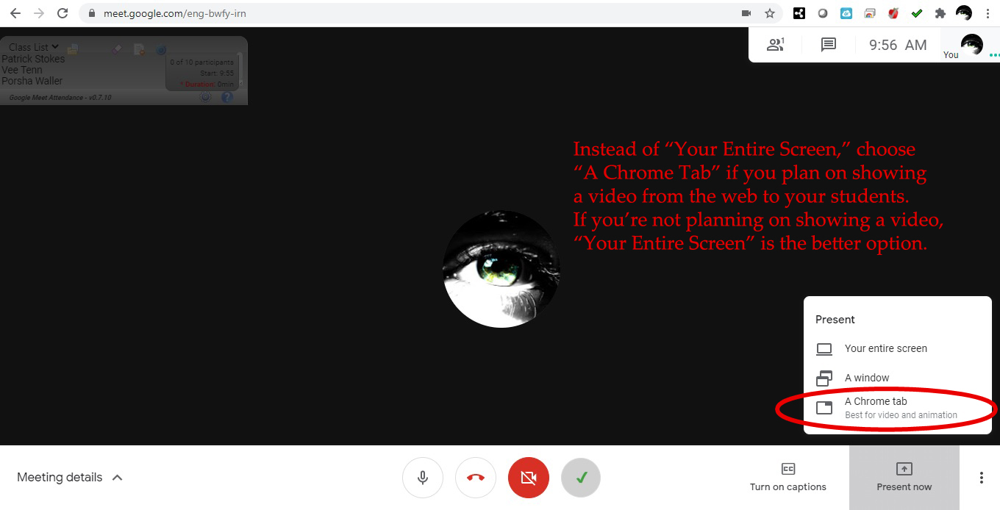 meet.google.com/eng-bwfy-irn
Class List
Patrick Stokes
Vee Tenn
Porsha Waller
0 of 10 participants
Start: 9:55
* Duration: 0min
Google Meet Attendance - v0.7.10
?
1
9:56 AM
You
Instead of “Your Entire Screen,” choose
“A Chrome Tab” if you plan on showing
a video from the web to your students.
If you’re not planning on showing a video,
“Your Entire Screen” is the better option.
Present
Your entire screen
A window
A Chrome tab
Best for video and animation
Meeting details
CC
Turn on captions
Present now